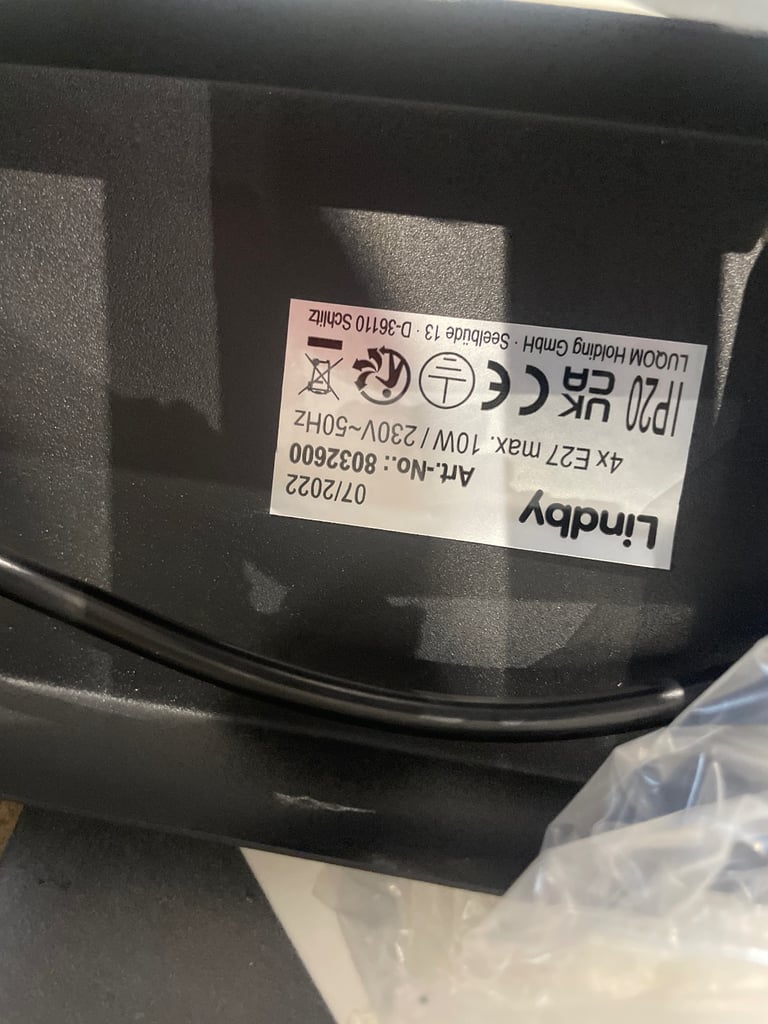 Lindby
07/2022
Art.-No.: 8032600
4x E27 max. 10W / 230V~50Hz
IP20 UK CA CE
LUQOM Holding GmbH · Seelbüde 13 · D-36110 Schlitz